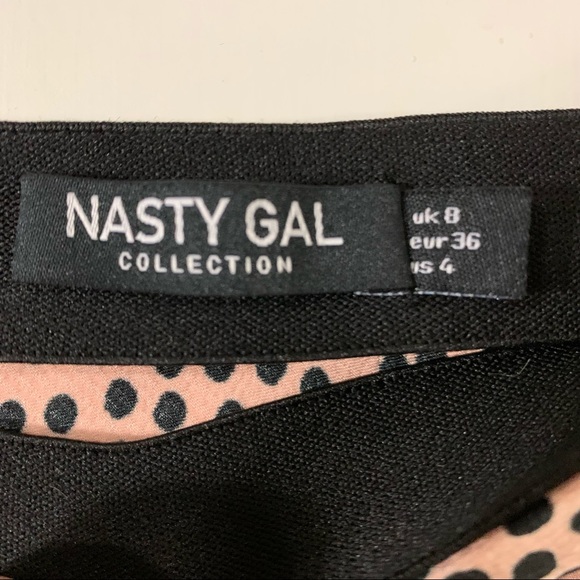 NASTY GAL
COLLECTION
uk 8
eur 36
us 4